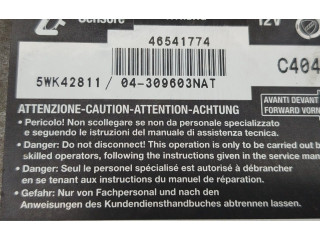 12V
46541774
5WK42811 / 04-309603NAT
C404
ATTENZIONE-CAUTION-ATTENTION-ACHTUNG
AVANTI DEVANT
FORWARD VORN
• Pericolo! Non scollegare se non da personale specializzato
e seguendo le istruzioni del manuale di assistenza tecnica.
• Danger: Do not disconnect! This operation is only to be carried out b
skilled operators, following the instructions given in the service man
• Danger: Seul le personel spécialisé est autorisé à débrancher
en se tenant aux instructions du manuel de réparation.
• Gefahr: Nur von Fachpersonal und nach den
Anweisungen des Kundendiensthandbuches abtrennen lassen.